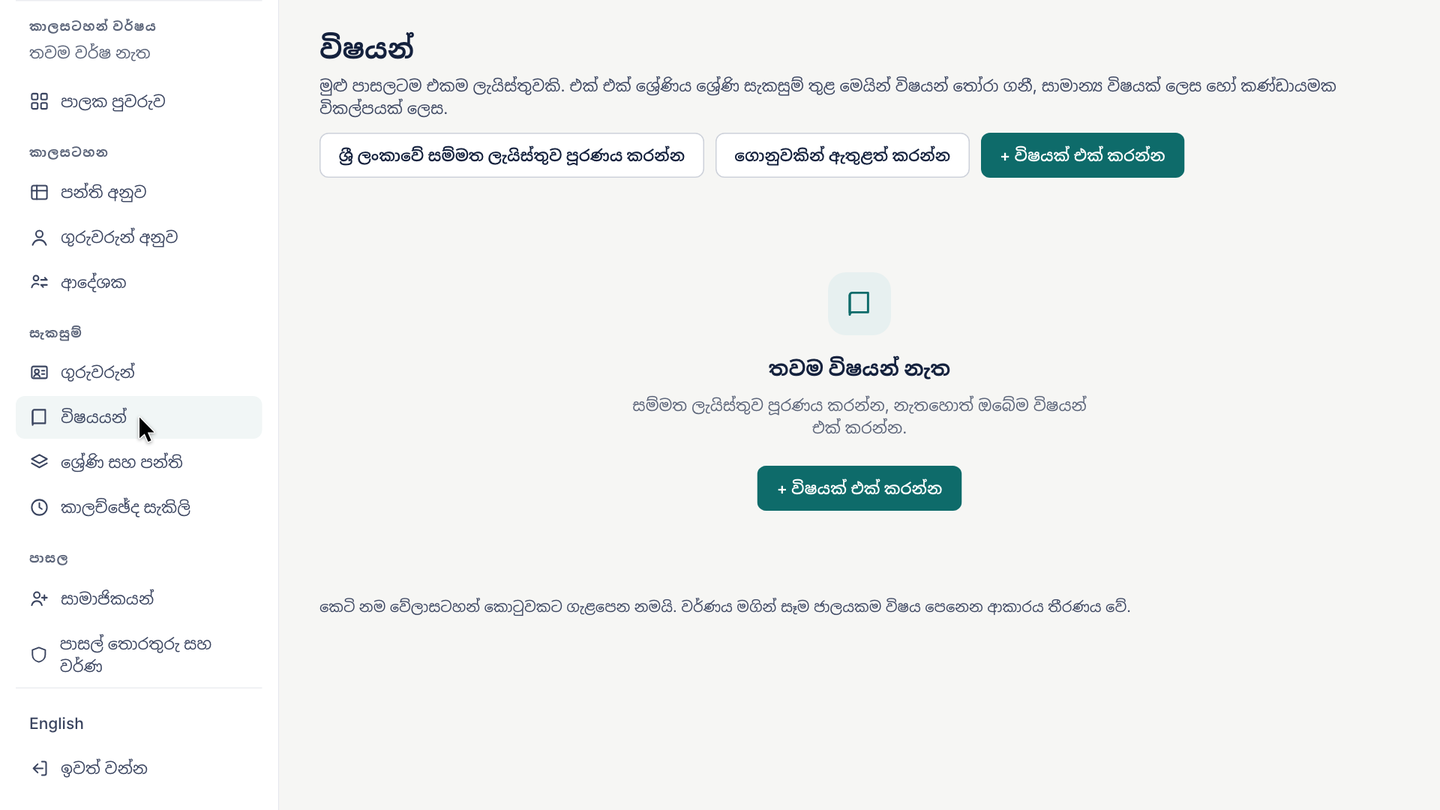 කාලසටහන් වර්ෂය
තවම වර්ෂ නැත
පාලක පුවරුව
කාලසටහන
පන්ති අනුව
ගුරුවරුන් අනුව
ආදේශක
සැකසුම්
ගුරුවරුන්
විෂයයන්
ශ්‍රේණි සහ පන්ති
කාලච්ඡේද සැකිලි
පාසල
සාමාජිකයන්
පාසල් තොරතුරු සහ
වර්ණ
English
ඉවත් වන්න
විෂයන්
මුළු පාසලටම එකම ලැයිස්තුවකි. එක් එක් ශ්‍රේණිය ශ්‍රේණි සැකසුම් තුළ මෙයින් විෂයන් තෝරා ගනී, සාමාන්‍ය විෂයක් ලෙස හෝ කණ්ඩායමක
විකල්පයක් ලෙස.
ශ්‍රී ලංකාවේ සම්මත ලැයිස්තුව පූරණය කරන්න
ගොනුවකින් ඇතුළත් කරන්න
+ විෂයක් එක් කරන්න
තවම විෂයන් නැත
සම්මත ලැයිස්තුව පූරණය කරන්න, නැතහොත් ඔබේම විෂයන්
එක් කරන්න.
+ විෂයක් එක් කරන්න
කෙටි නම වේලාසටහන් කොටුවකට ගැළපෙන නමයි. වර්ණය මගින් සෑම ජාලයකම විෂය පෙනෙන ආකාරය තීරණය වේ.